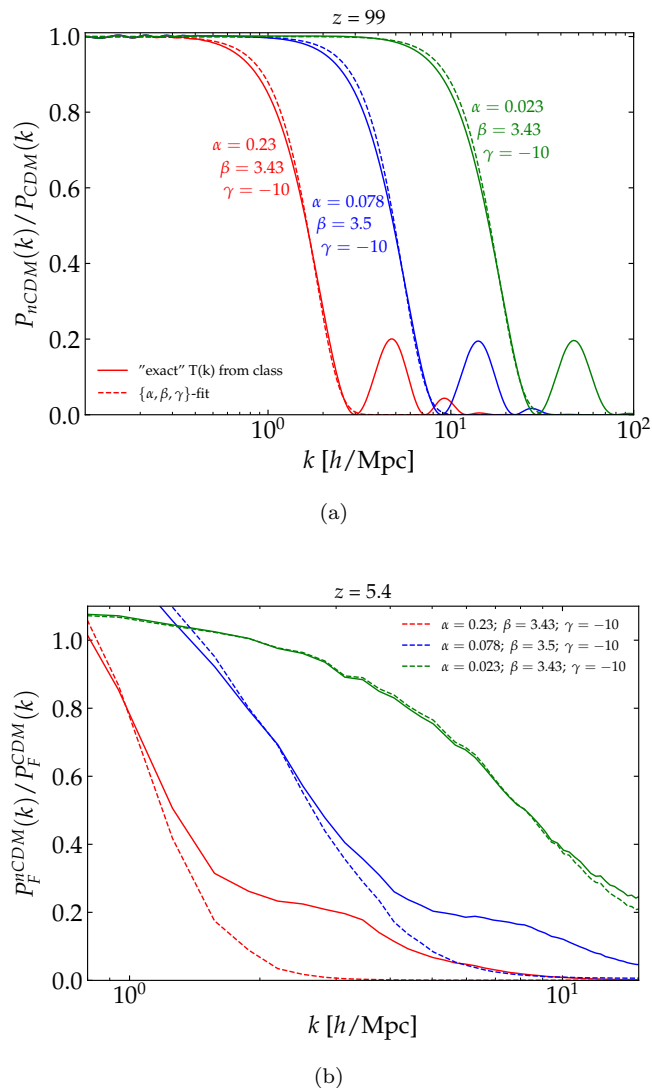 z = 99
P_{nCDM}(k) / P_{CDM}(k)
1.0
0.8
0.6
0.4
0.2
0.0
α = 0.23
β = 3.43
γ = −10
α = 0.078
β = 3.5
γ = −10
α = 0.023
β = 3.43
γ = −10
"exact" T(k) from class
{α, β, γ}-fit
10^0
10^1
10^2
k [h/Mpc]
(a)
z = 5.4
P_F^{nCDM}(k) / P_F^{CDM}(k)
1.0
0.8
0.6
0.4
0.2
0.0
α = 0.23; β = 3.43; γ = −10
α = 0.078; β = 3.5; γ = −10
α = 0.023; β = 3.43; γ = −10
10^0
10^1
k [h/Mpc]
(b)